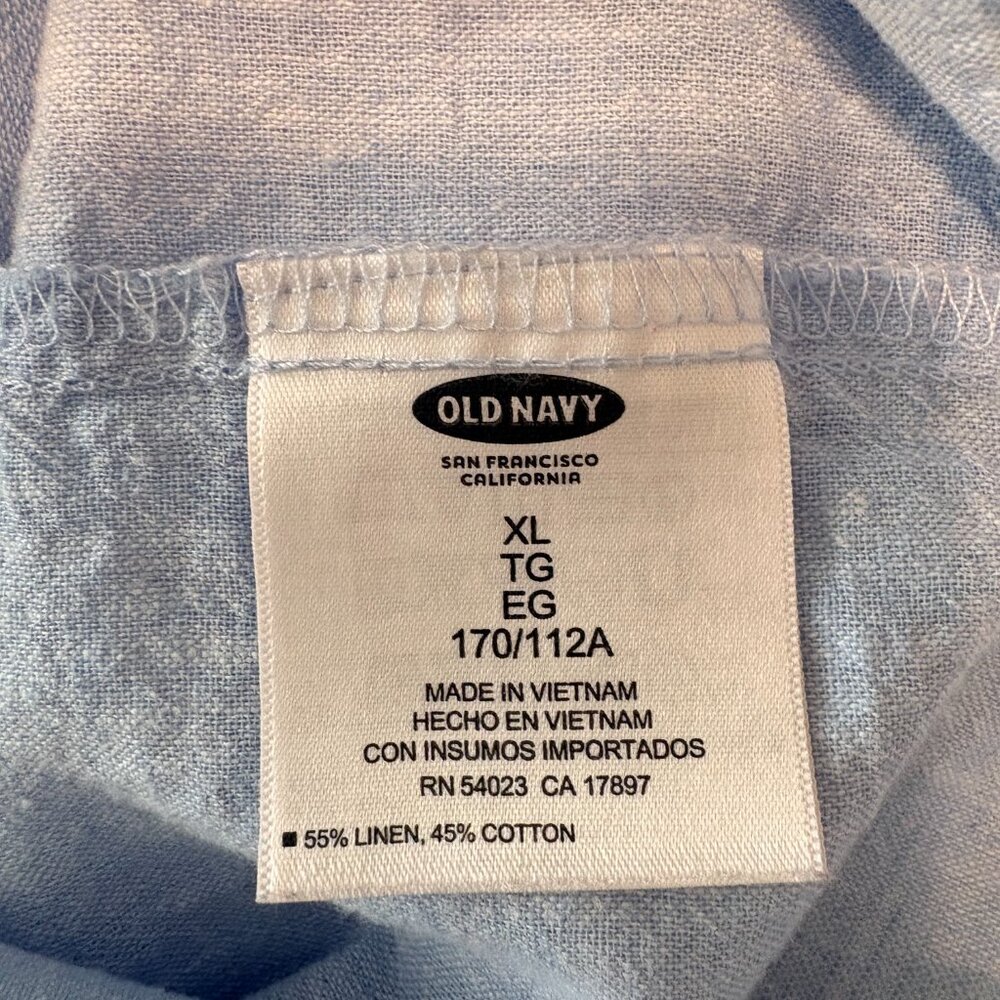 OLD NAVY
SAN FRANCISCO
CALIFORNIA
XL
TG
EG
170/112A
MADE IN VIETNAM
HECHO EN VIETNAM
CON INSUMOS IMPORTADOS
RN 54023 CA 17897
■ 55% LINEN, 45% COTTON